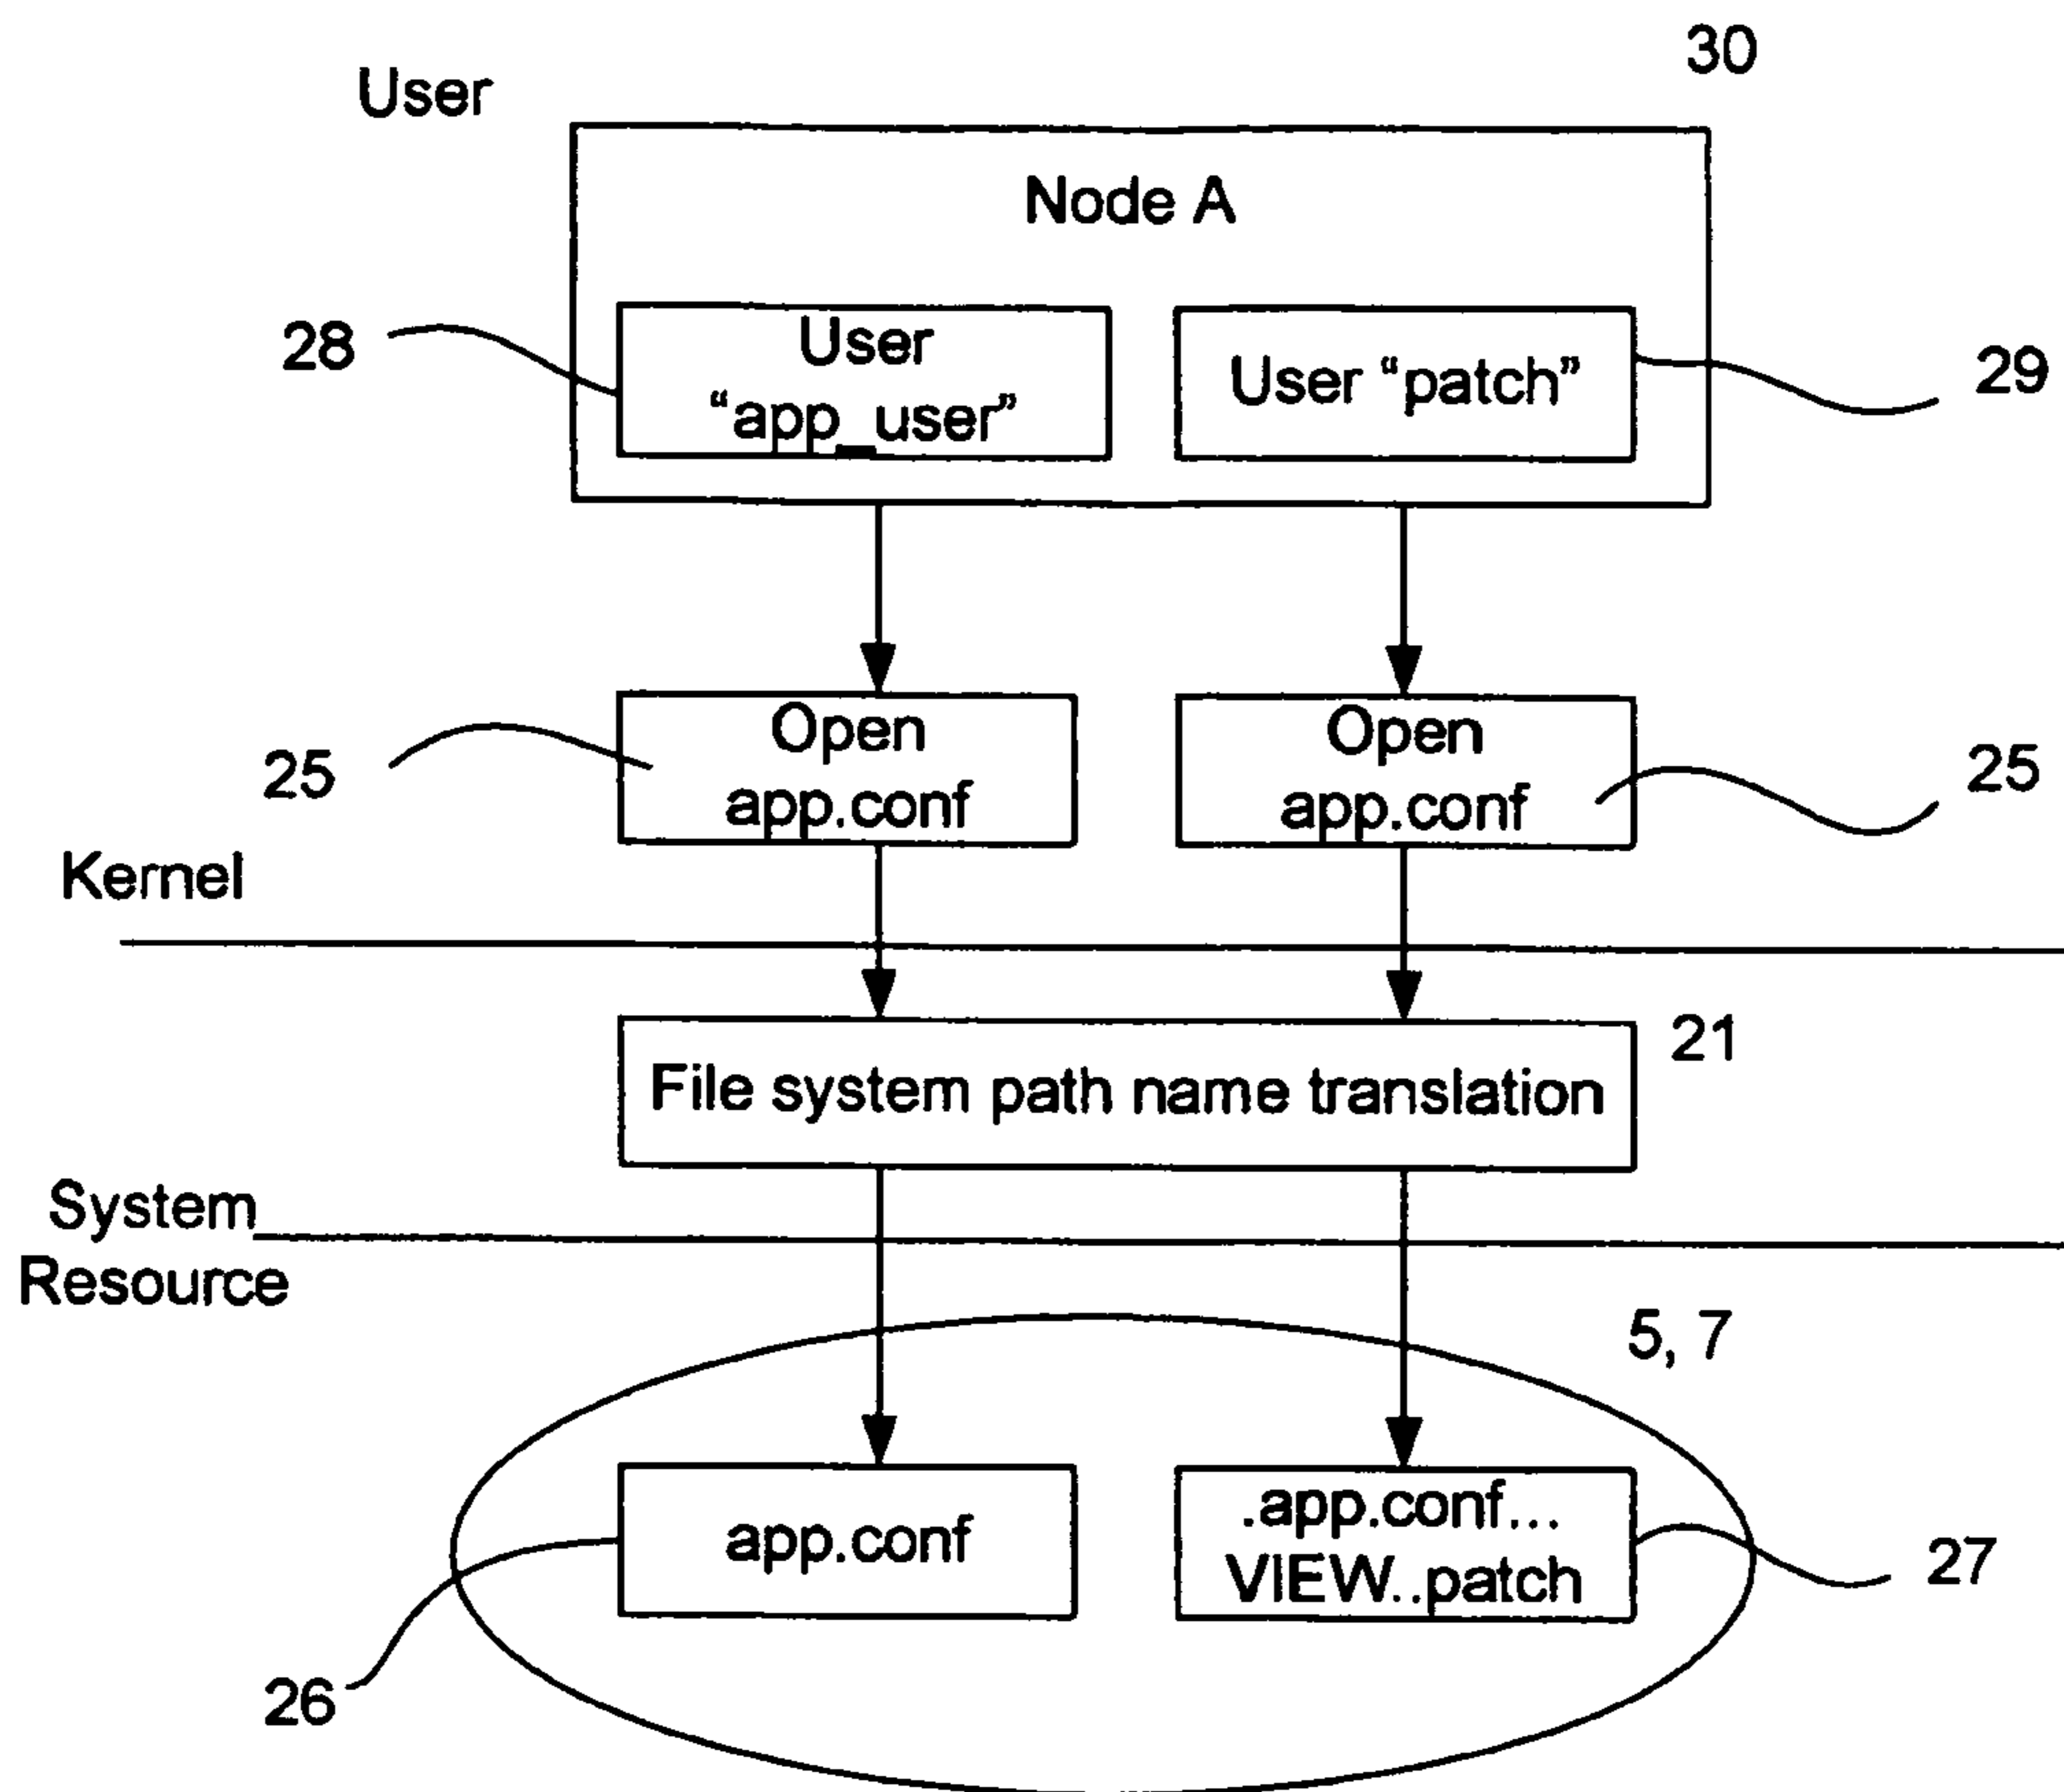 30
User
Node A
28
User
“app_user”
User “patch”
29
25
Open
app.conf
Open
app.conf
25
Kernel
File system path name translation
21
System
Resource
5, 7
app.conf
.app.conf...
VIEW..patch
27
26